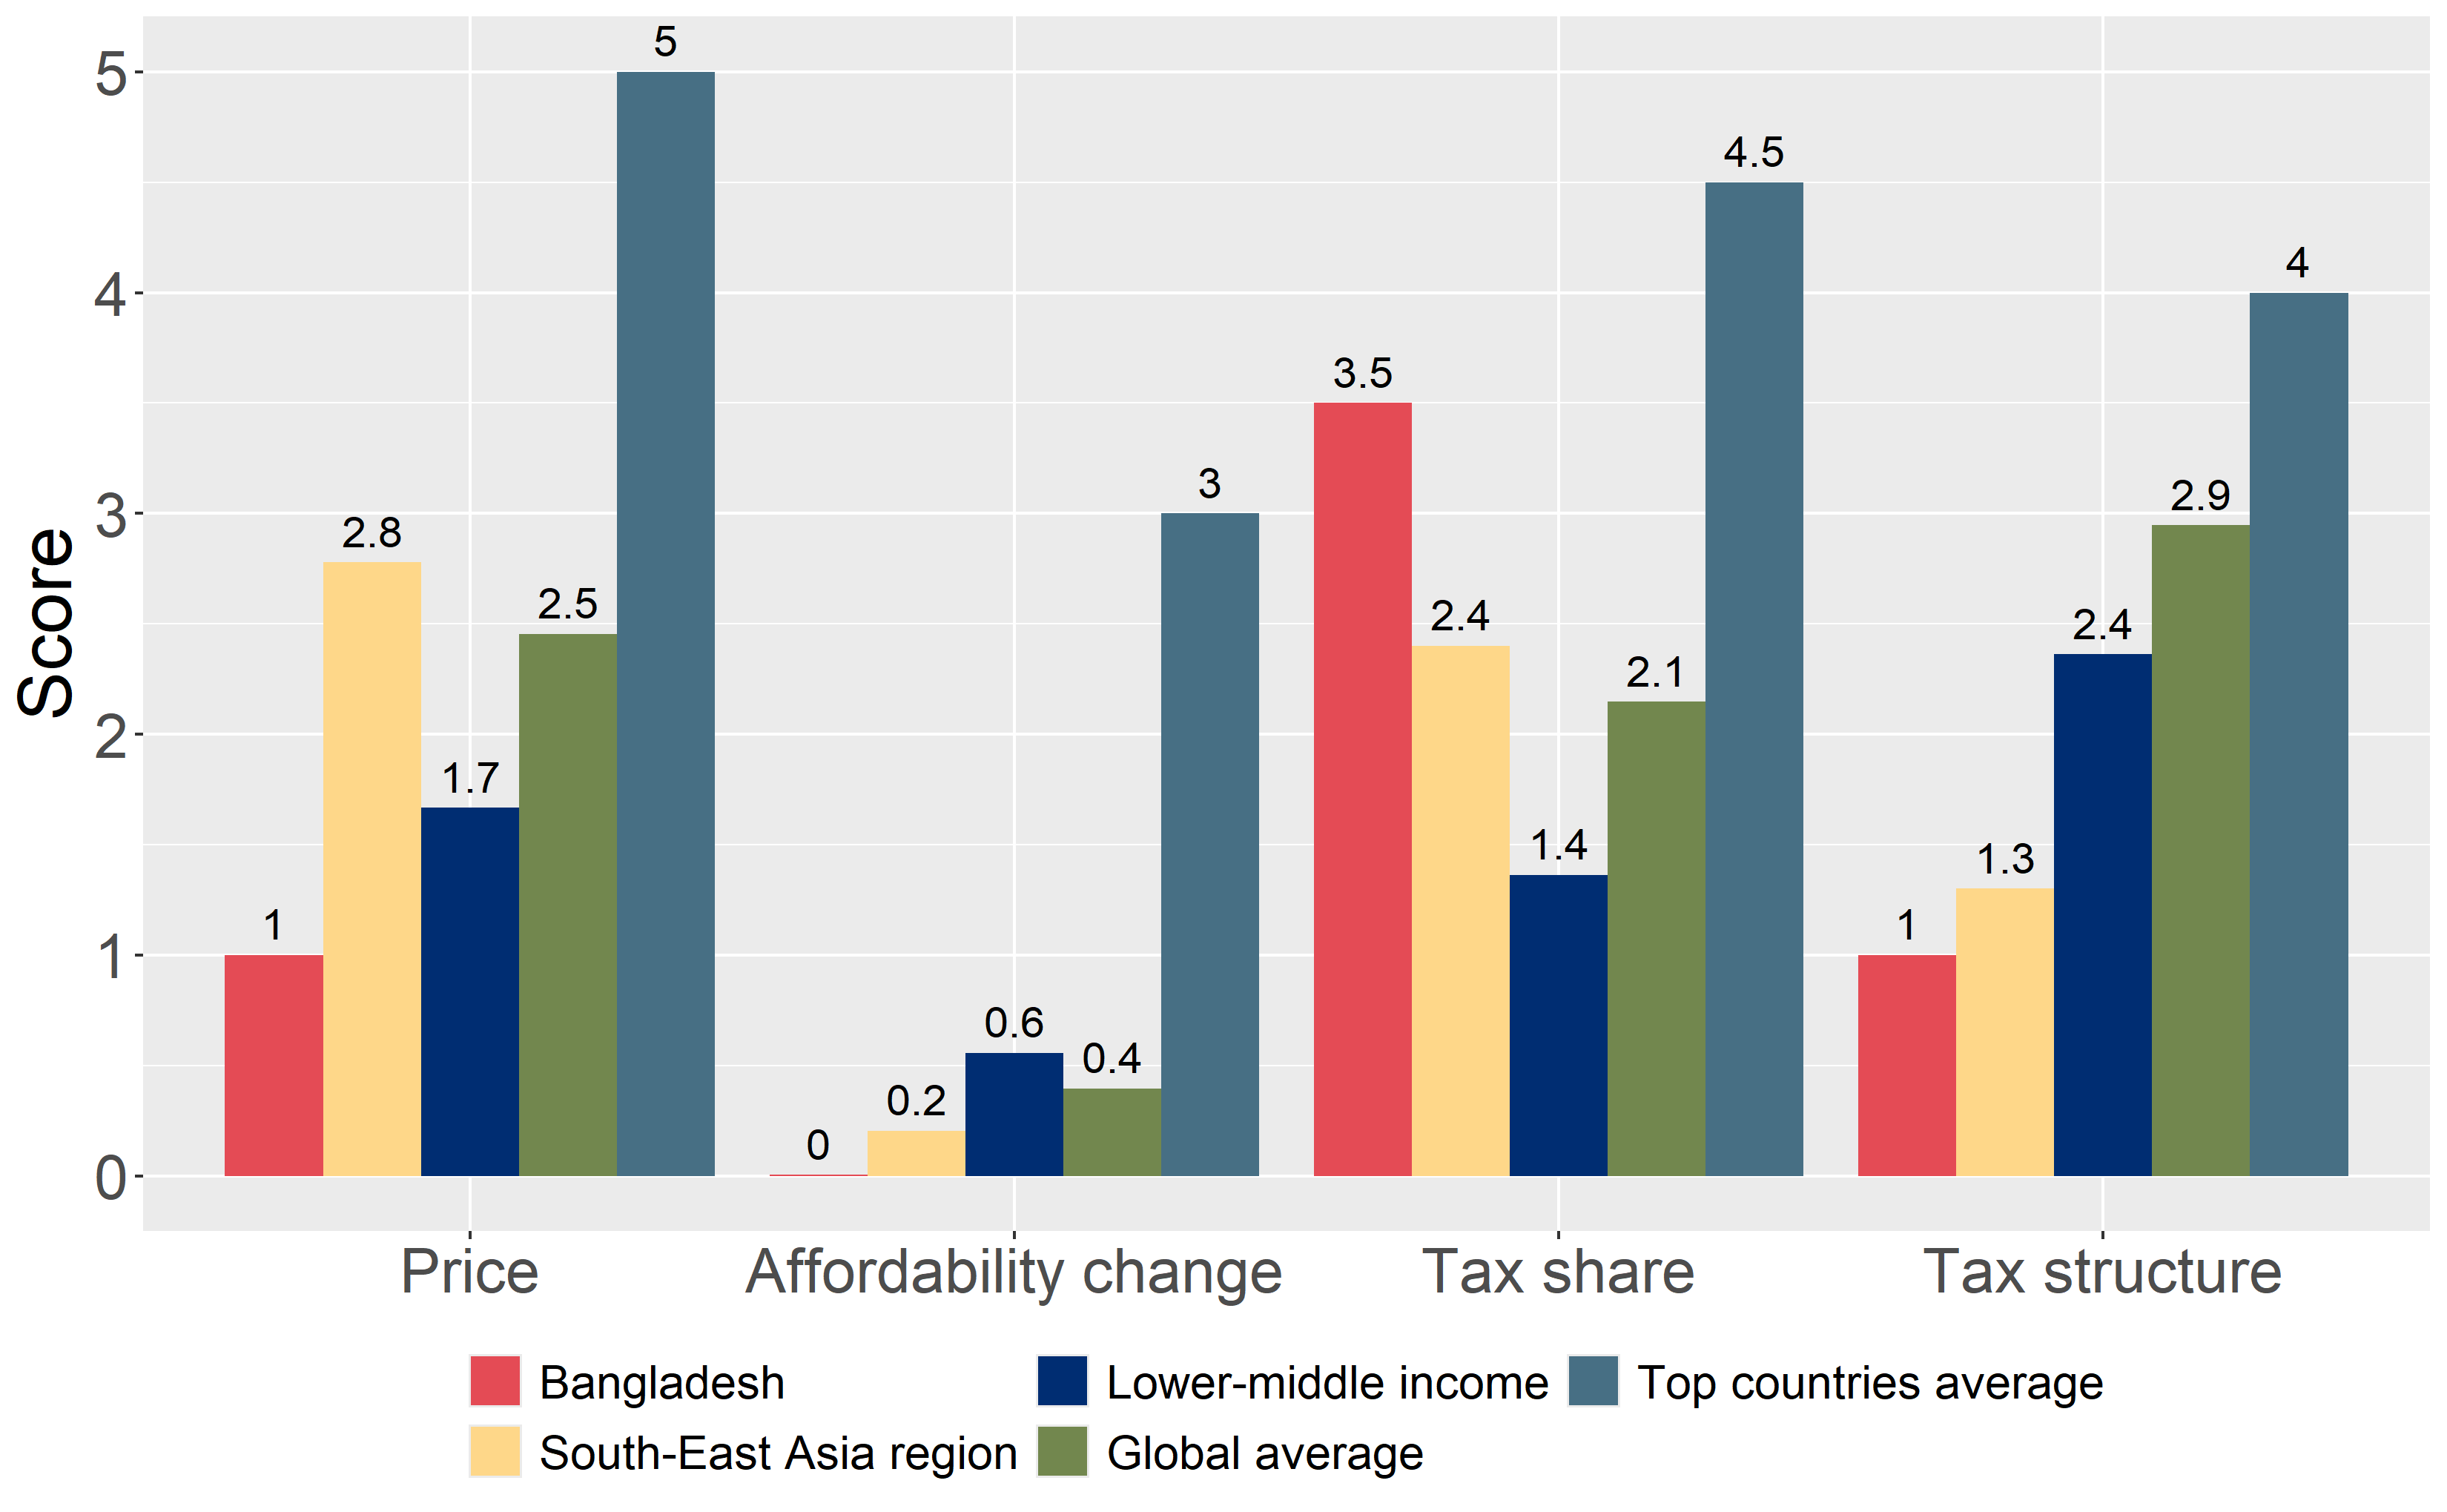 Score
5
4
3
2
1
0
1
2.8
1.7
2.5
5
0
0.2
0.6
0.4
3
3.5
2.4
1.4
2.1
4.5
1
1.3
2.4
2.9
4
Price
Affordability change
Tax share
Tax structure
Bangladesh
Lower-middle income
Top countries average
South-East Asia region
Global average